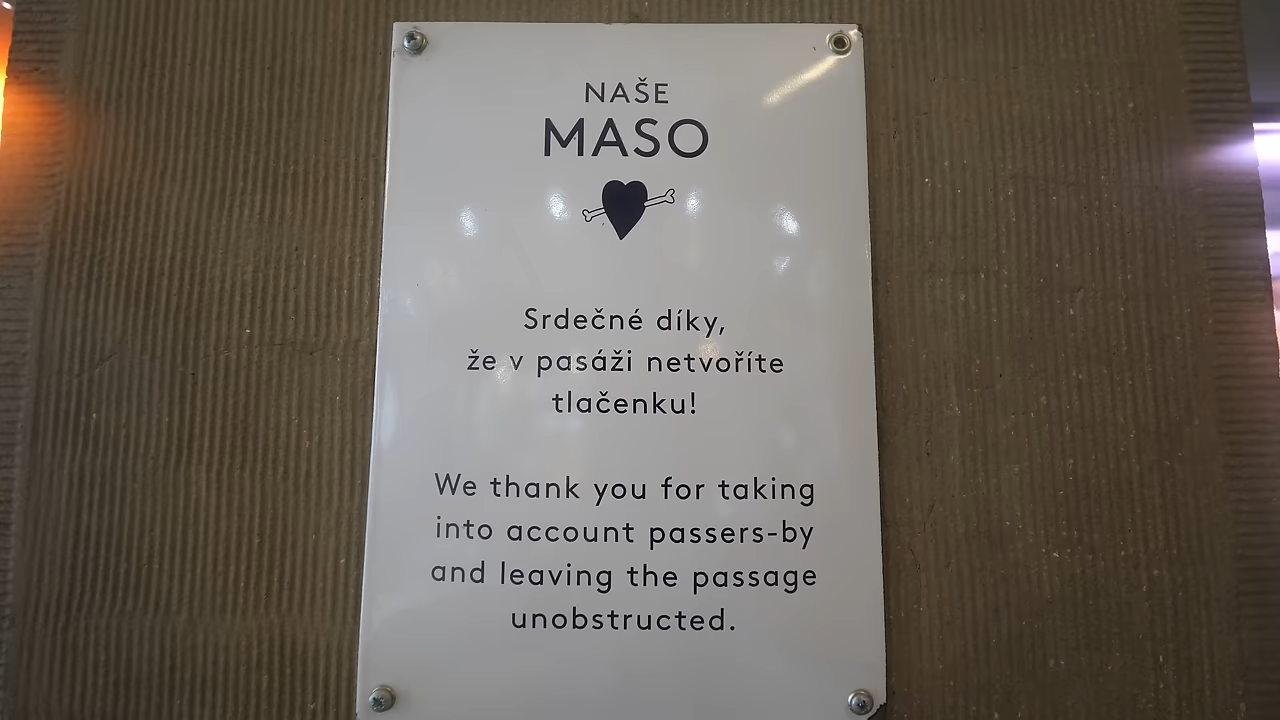 NAŠE
MASO
Srdečné díky,
že v pasáži netvoříte
tlačenku!
We thank you for taking
into account passers-by
and leaving the passage
unobstructed.